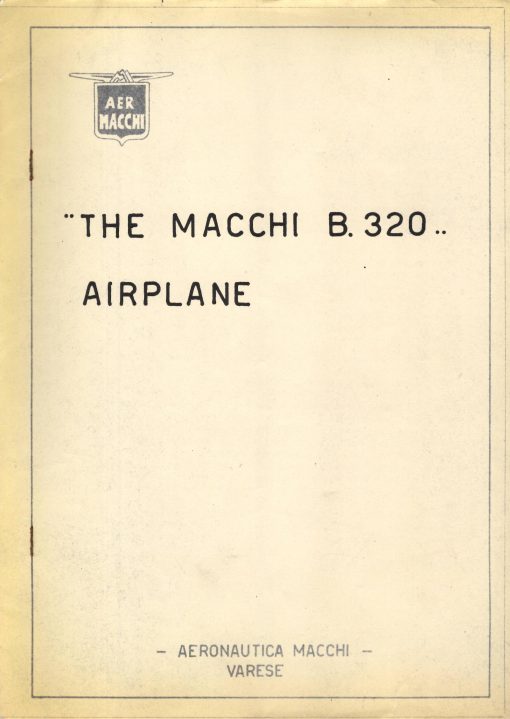 AER
MACCHI
¨THE MACCHI B. 320..
AIRPLANE
- AERONAUTICA MACCHI -
VARESE